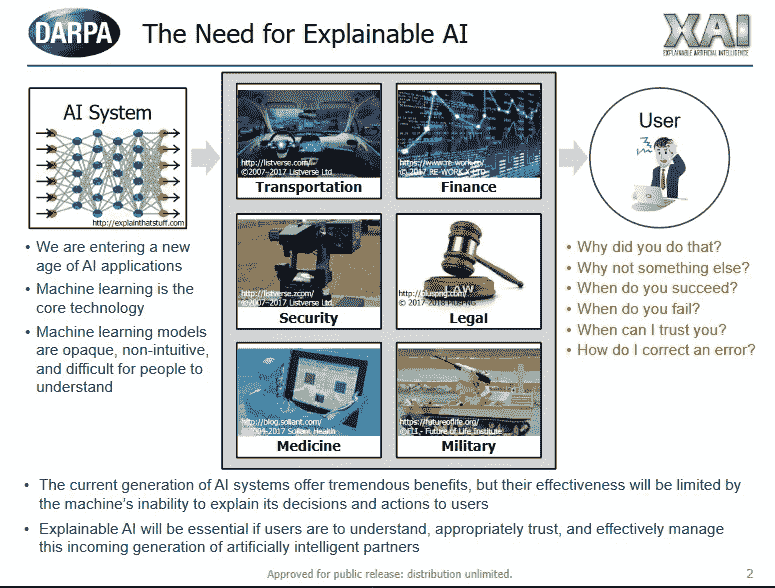 DARPA
The Need for Explainable AI
XAI
EXPLAINABLE ARTIFICIAL INTELLIGENCE
AI System
http://explainthatstuff.com
• We are entering a new
age of AI applications
• Machine learning is the
core technology
• Machine learning models
are opaque, non-intuitive,
and difficult for people to
understand
http://listverse.com/
©2007-2017 Listverse Ltd
Transportation
https://www.re-work.co/
© 2017 RE-WORK X LTD
Finance
http://listverse.zcom/
©2007-2017 Listverse Ltd.
Security
LAW
© 2017-2018
Legal
http://blog.soliant.com/
2017 Soliant Health
Medicine
https://futureoflife.org/
©FLI - Future of Life Institute
Military
User
• Why did you do that?
• Why not something else?
• When do you succeed?
• When do you fail?
• When can I trust you?
• How do I correct an error?
• The current generation of AI systems offer tremendous benefits, but their effectiveness will be limited by
the machine's inability to explain its decisions and actions to users
• Explainable AI will be essential if users are to understand, appropriately trust, and effectively manage
this incoming generation of artificially intelligent partners
Approved for public release: distribution unlimited.
2